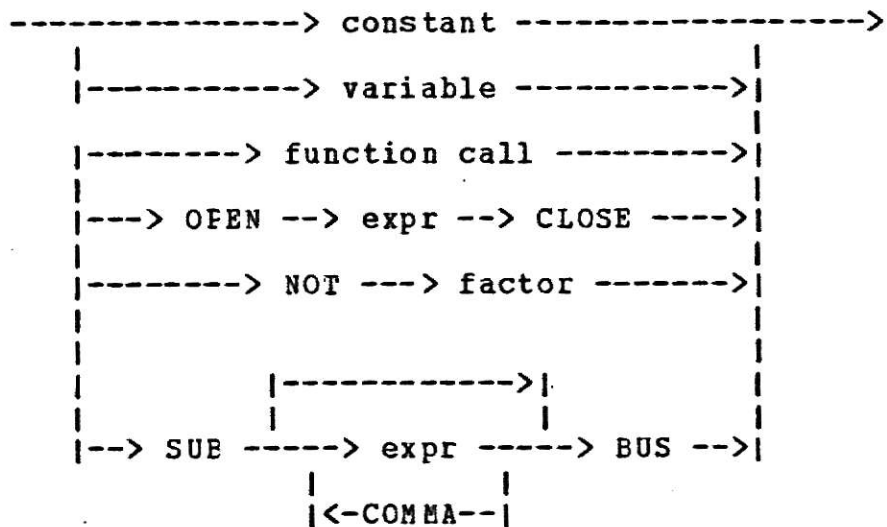 ---------------> constant ------------------>
|-----------> variable ----------->|
|--------> function call -------->|
|---> OPEN --> expr --> CLOSE ---->|
|--------> NOT ---> factor ------->|
|------------->|
|--> SUB -----> expr -----> BUS -->|
|<-COMMA--|